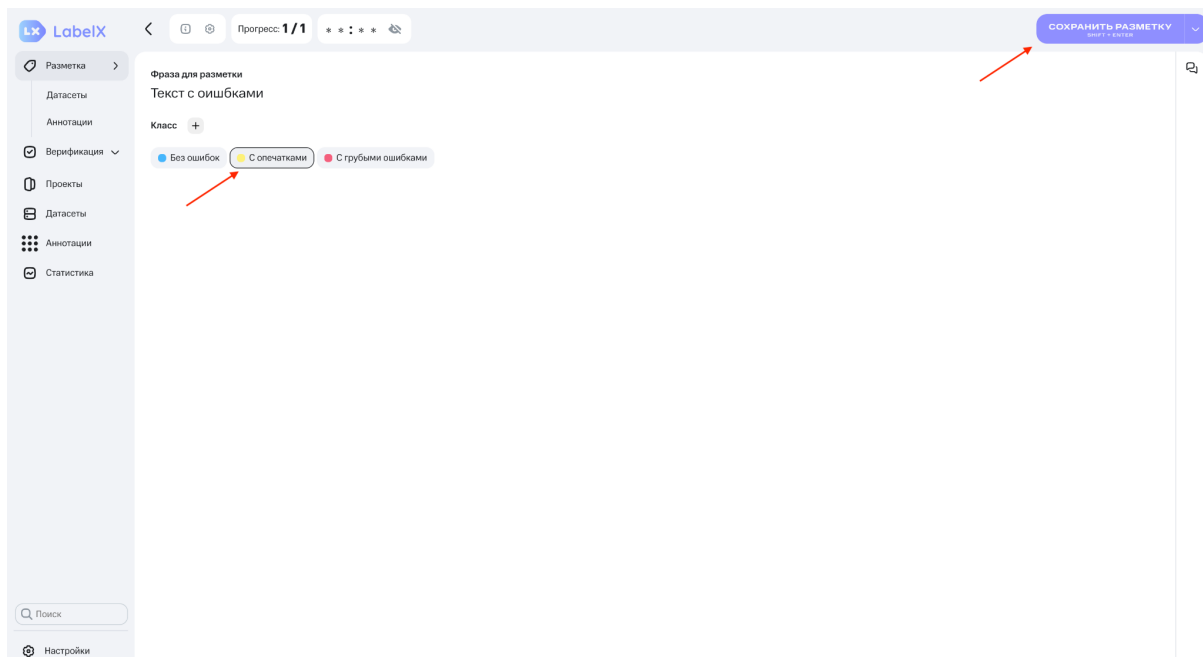 LX LabelX
Прогресс: 1 / 1
* * : * *
СОХРАНИТЬ РАЗМЕТКУ
SHIFT + ENTER
Разметка
Датасеты
Аннотации
Верификация
Проекты
Датасеты
Аннотации
Статистика
Поиск
Настройки
Фраза для разметки
Текст с оишбками
Класс +
Без ошибок С опечатками С грубыми ошибками